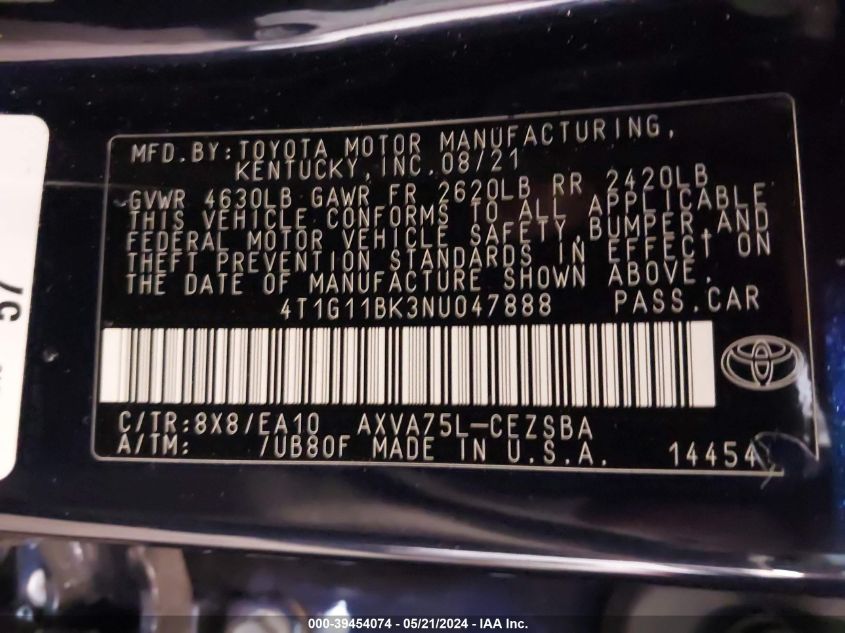 MFD.BY:TOYOTA MOTOR MANUFACTURING,
KENTUCKY,INC.08/21
GVWR 4630LB GAWR FR 2620LB RR 2420LB
THIS VEHICLE CONFORMS TO ALL APPLICABLE
FEDERAL MOTOR VEHICLE SAFETY,BUMPER,AND
THEFT PREVENTION STANDARDS IN EFFECT ON
THE DATE OF MANUFACTURE SHOWN ABOVE.
4T1G11BK3NU047888 PASS.CAR
C/TR:8X8/EA10 AXVA75L-CEZSBA
A/TM: 7UB80F MADE IN U.S.A. 14454
57
000-39454074 - 05/21/2024 - IAA Inc.